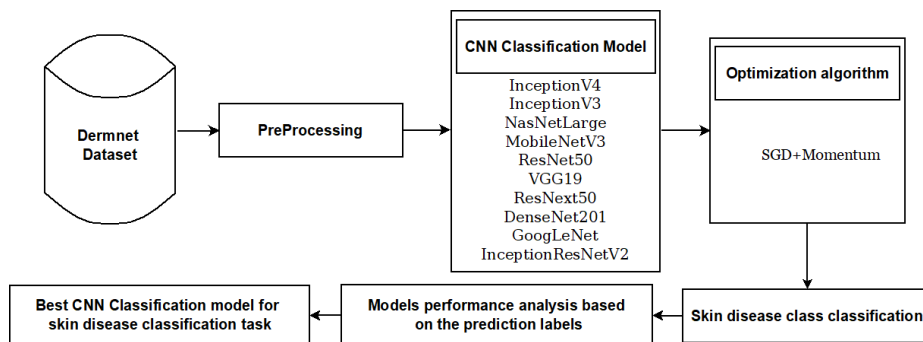 Dermnet
Dataset
PreProcessing
CNN Classification Model
InceptionV4
InceptionV3
NasNetLarge
MobileNetV3
ResNet50
VGG19
ResNext50
DenseNet201
GoogLeNet
InceptionResNetV2
Optimization algorithm
SGD+Momentum
Skin disease class classification
Models performance analysis based
on the prediction labels
Best CNN Classification model for
skin disease classification task